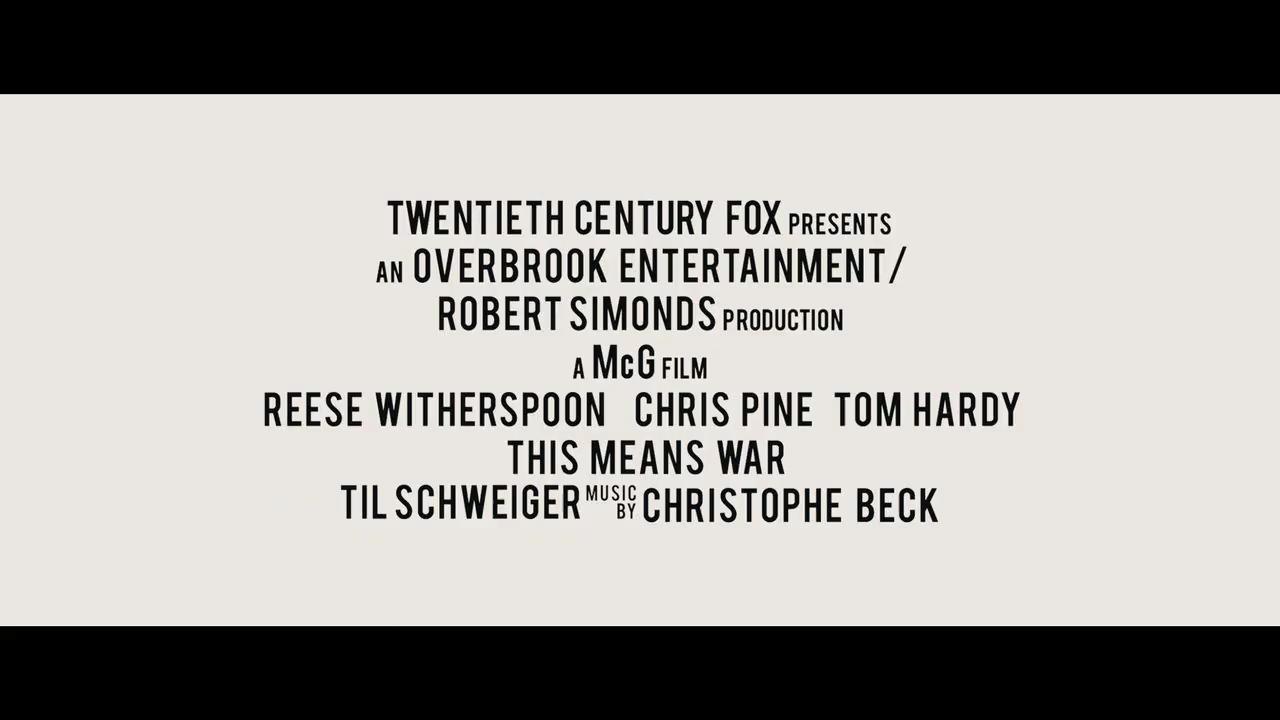 TWENTIETH CENTURY FOX PRESENTS
AN OVERBROOK ENTERTAINMENT/
ROBERT SIMONDS PRODUCTION
A McG FILM
REESE WITHERSPOON CHRIS PINE TOM HARDY
THIS MEANS WAR
TIL SCHWEIGER MUSIC BY CHRISTOPHE BECK